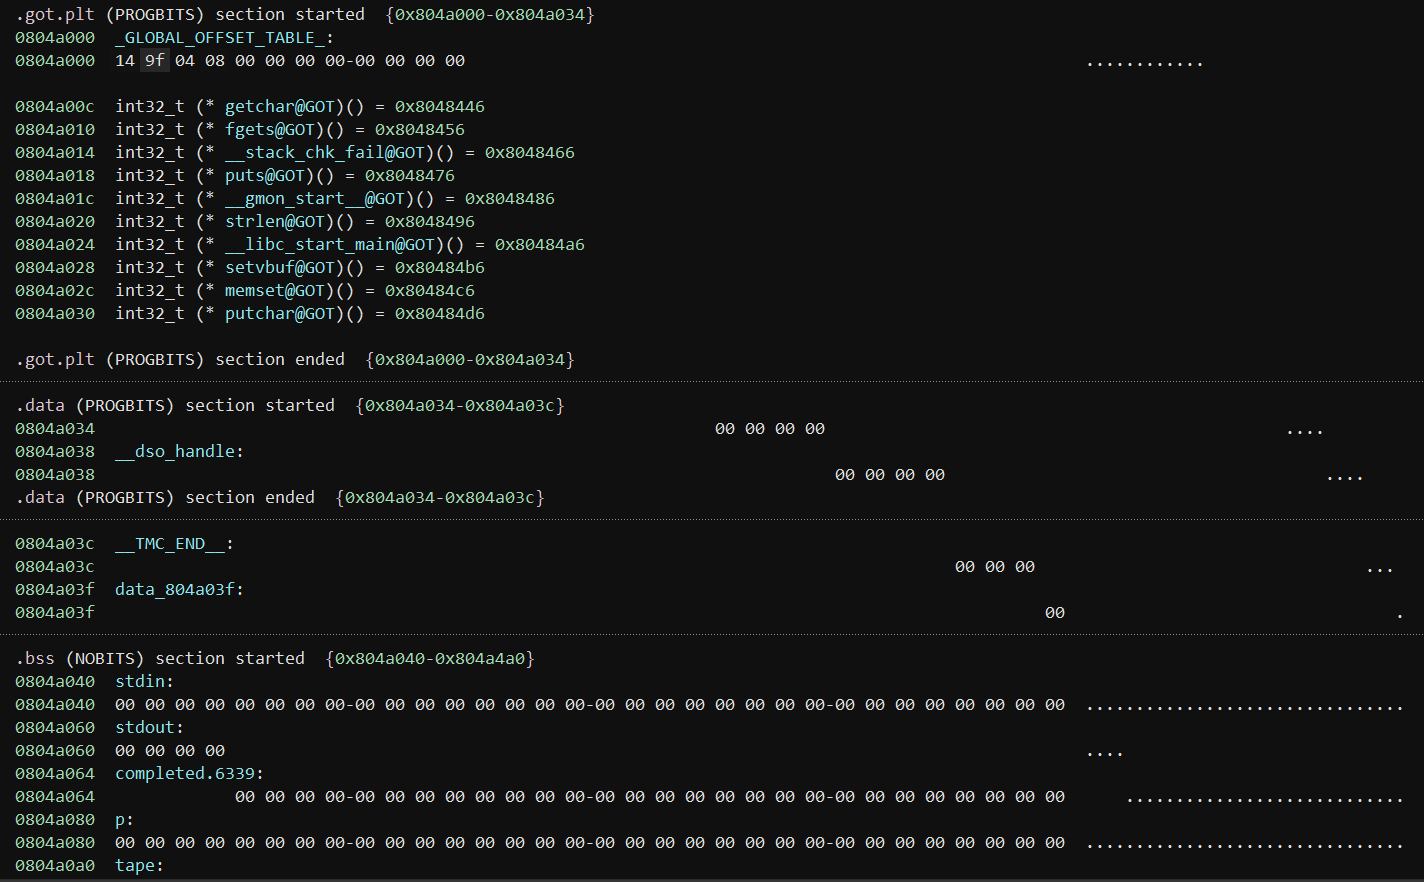 .got.plt (PROGBITS) section started  {0x804a000-0x804a034}
0804a000  _GLOBAL_OFFSET_TABLE_:
0804a000  14 9f 04 08 00 00 00 00-00 00 00 00  ............
0804a00c  int32_t (* getchar@GOT)() = 0x8048446
0804a010  int32_t (* fgets@GOT)() = 0x8048456
0804a014  int32_t (* __stack_chk_fail@GOT)() = 0x8048466
0804a018  int32_t (* puts@GOT)() = 0x8048476
0804a01c  int32_t (* __gmon_start__@GOT)() = 0x8048486
0804a020  int32_t (* strlen@GOT)() = 0x8048496
0804a024  int32_t (* __libc_start_main@GOT)() = 0x80484a6
0804a028  int32_t (* setvbuf@GOT)() = 0x80484b6
0804a02c  int32_t (* memset@GOT)() = 0x80484c6
0804a030  int32_t (* putchar@GOT)() = 0x80484d6
.got.plt (PROGBITS) section ended  {0x804a000-0x804a034}
.data (PROGBITS) section started  {0x804a034-0x804a03c}
0804a034  00 00 00 00  ....
0804a038  __dso_handle:
0804a038  00 00 00 00  ....
.data (PROGBITS) section ended  {0x804a034-0x804a03c}
0804a03c  __TMC_END__:
0804a03c  00 00 00  ...
0804a03f  data_804a03f:
0804a03f  00  .
.bss (NOBITS) section started  {0x804a040-0x804a4a0}
0804a040  stdin:
0804a040  00 00 00 00 00 00 00 00-00 00 00 00 00 00 00 00-00 00 00 00 00 00 00 00-00 00 00 00 00 00 00 00  ................................
0804a060  stdout:
0804a060  00 00 00 00  ....
0804a064  completed.6339:
0804a064  00 00 00 00-00 00 00 00 00 00 00 00-00 00 00 00 00 00 00 00-00 00 00 00 00 00 00 00  ............................
0804a080  p:
0804a080  00 00 00 00 00 00 00 00-00 00 00 00 00 00 00 00-00 00 00 00 00 00 00 00-00 00 00 00 00 00 00 00  ................................
0804a0a0  tape: